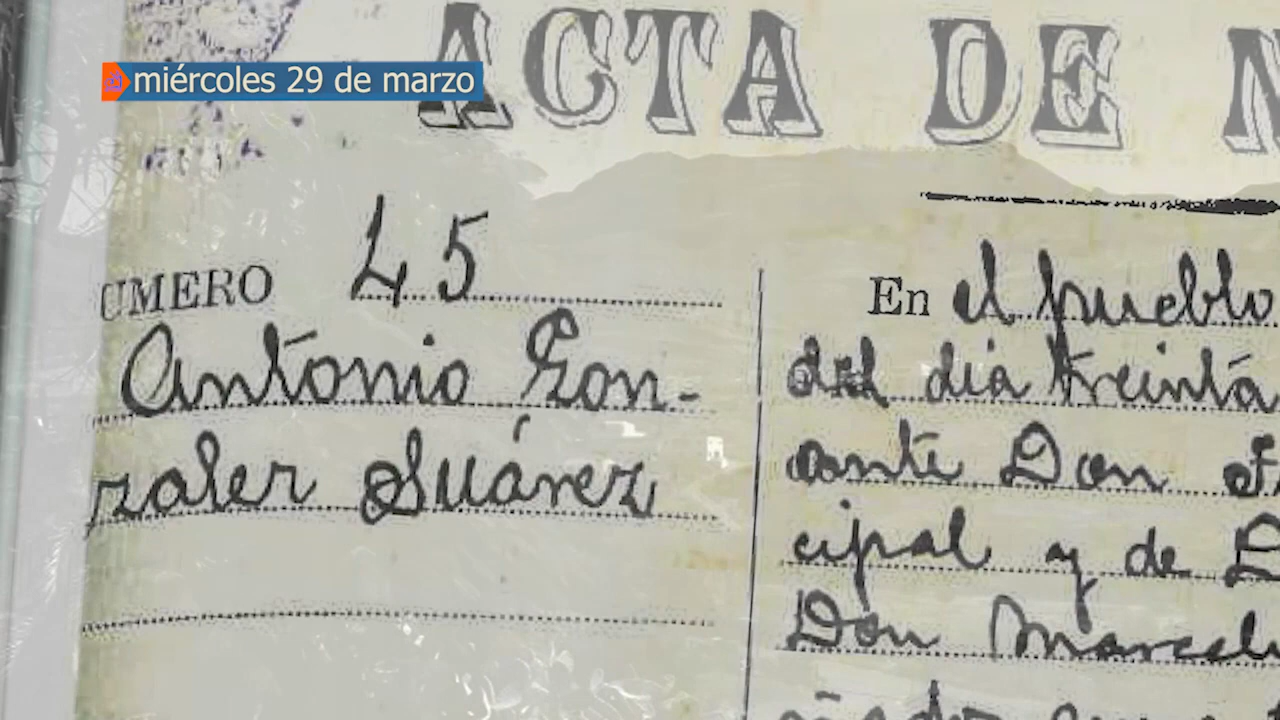 miércoles 29 de marzo
ACTA DE N
UMERO 45
Antonio Gon-
zalez Suárez
En el pueblo
del dia treinta
ante Don F
cipal y de D
Don Marcel